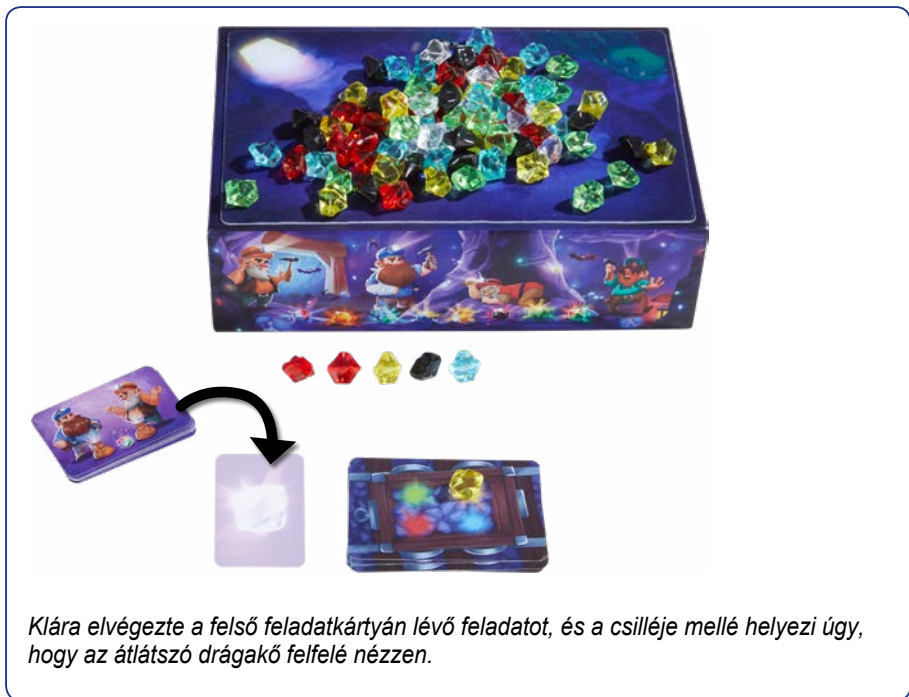 Klára elvégezte a felső feladatkártyán lévő feladatot, és a csilléje mellé helyezi úgy,
hogy az átlátszó drágakő felfelé nézzen.